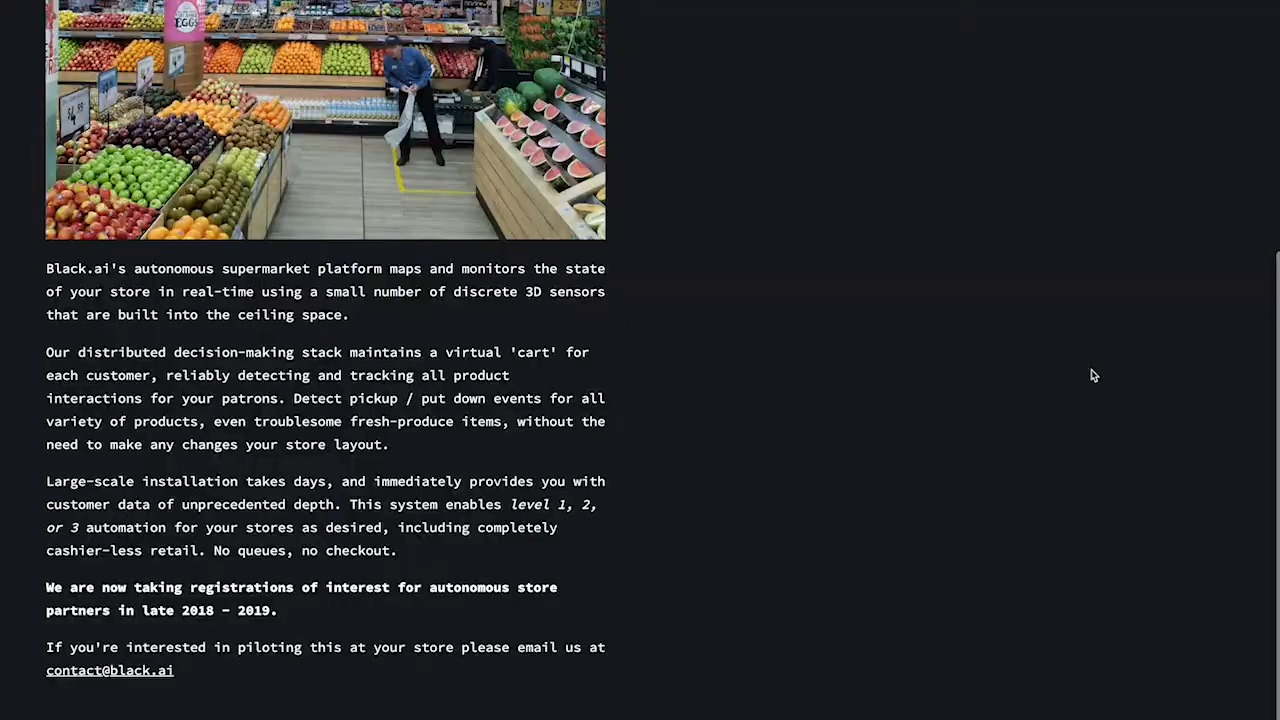 EGGS
Black.ai's autonomous supermarket platform maps and monitors the state
of your store in real-time using a small number of discrete 3D sensors
that are built into the ceiling space.
Our distributed decision-making stack maintains a virtual 'cart' for
each customer, reliably detecting and tracking all product
interactions for your patrons. Detect pickup / put down events for all
variety of products, even troublesome fresh-produce items, without the
need to make any changes your store layout.
Large-scale installation takes days, and immediately provides you with
customer data of unprecedented depth. This system enables level 1, 2,
or 3 automation for your stores as desired, including completely
cashier-less retail. No queues, no checkout.
We are now taking registrations of interest for autonomous store
partners in late 2018 - 2019.
If you're interested in piloting this at your store please email us at
contact@black.ai